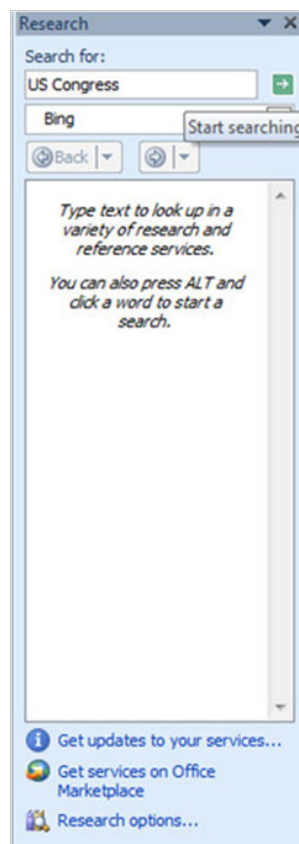 Research
Search for:
US Congress
Bing
Start searching
Back
Type text to look up in a
variety of research and
reference services.
You can also press ALT and
click a word to start a
search.
Get updates to your services...
Get services on Office
Marketplace
Research options...